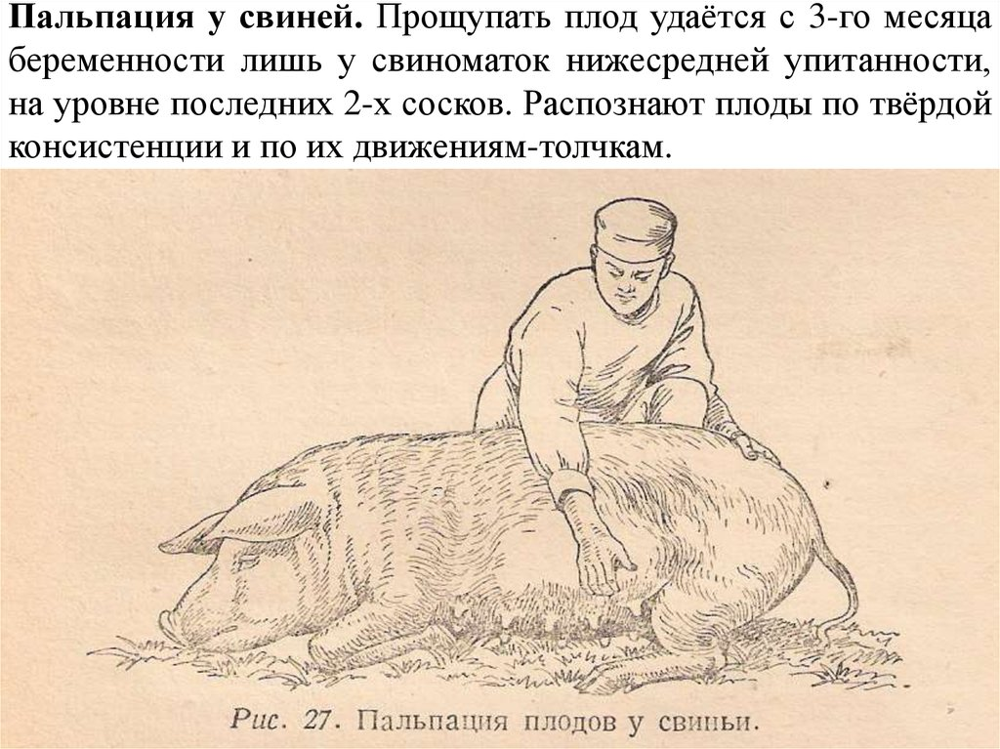 Пальпация у свиней. Прощупать плод удаётся с 3-го месяца
беременности лишь у свиноматок нижесредней упитанности,
на уровне последних 2-х сосков. Распознают плоды по твёрдой
консистенции и по их движениям-толчкам.
Рис. 27. Пальпация плодов у свиньи.